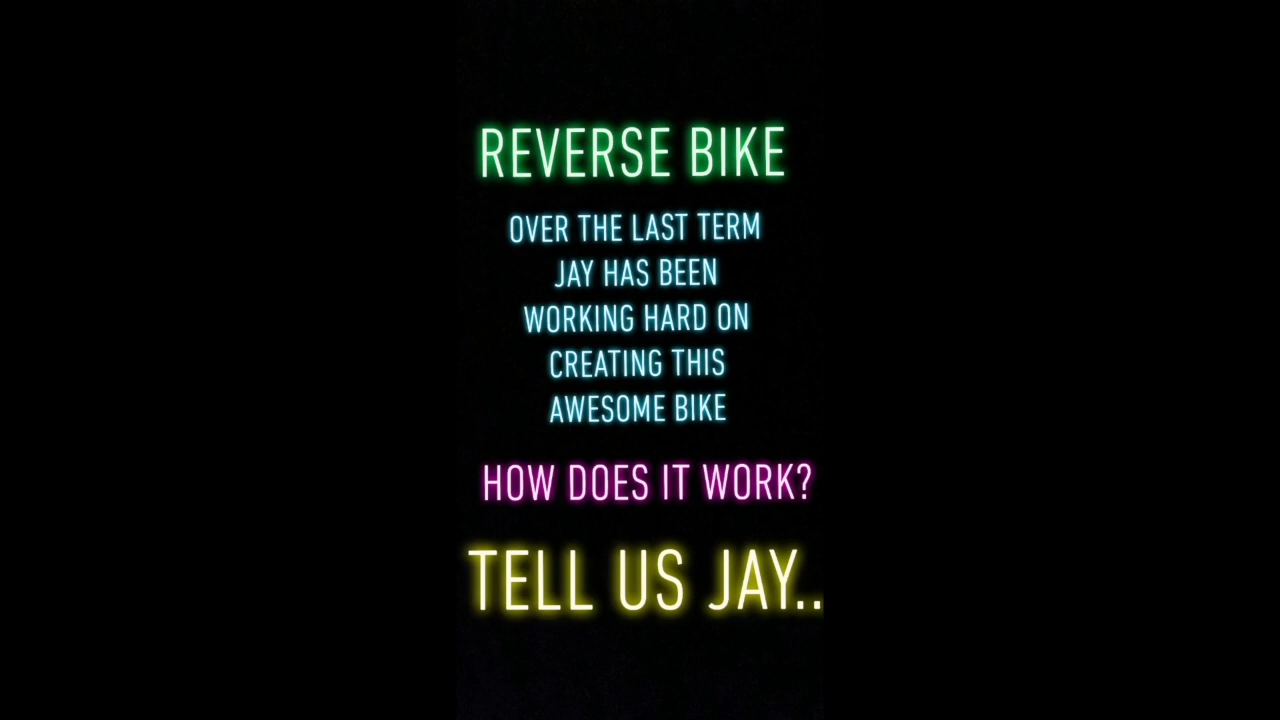 REVERSE BIKE
OVER THE LAST TERM
JAY HAS BEEN
WORKING HARD ON
CREATING THIS
AWESOME BIKE
HOW DOES IT WORK?
TELL US JAY..